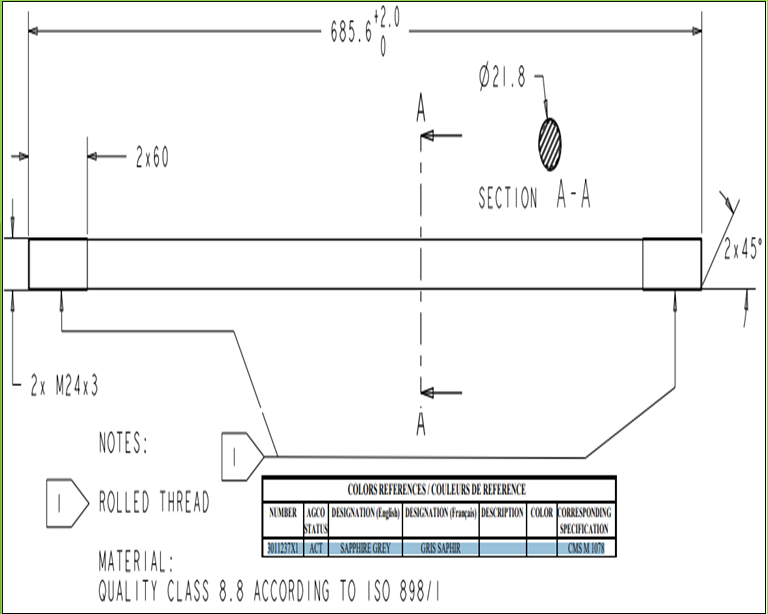 685.6 +2.0 0
Ø21.8
A
2x60
SECTION A-A
2x45°
2x M24x3
A
NOTES:
1
1 ROLLED THREAD
COLORS REFERENCES / COULEURS DE REFERENCE
NUMBER AGCO STATUS DESIGNATION (English) DESIGNATION (Français) DESCRIPTION COLOR CORRESPONDING SPECIFICATION
3011237X1 ACT SAPPHIRE GREY GRIS SAPHIR CMS M 1078
MATERIAL:
QUALITY CLASS 8.8 ACCORDING TO ISO 898/1